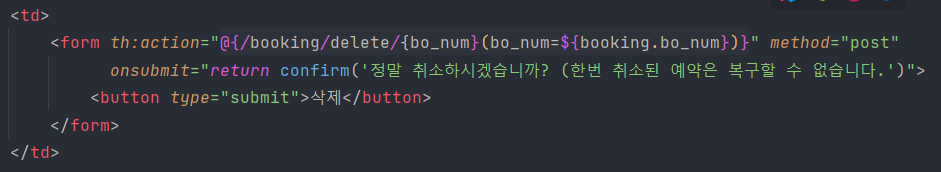 <td>
<form th:action="@{/booking/delete/{bo_num}(bo_num=${booking.bo_num})}" method="post"
onsubmit="return confirm('정말 취소하시겠습니까? (한번 취소된 예약은 복구할 수 없습니다.')">
<button type="submit">삭제</button>
</form>
</td>